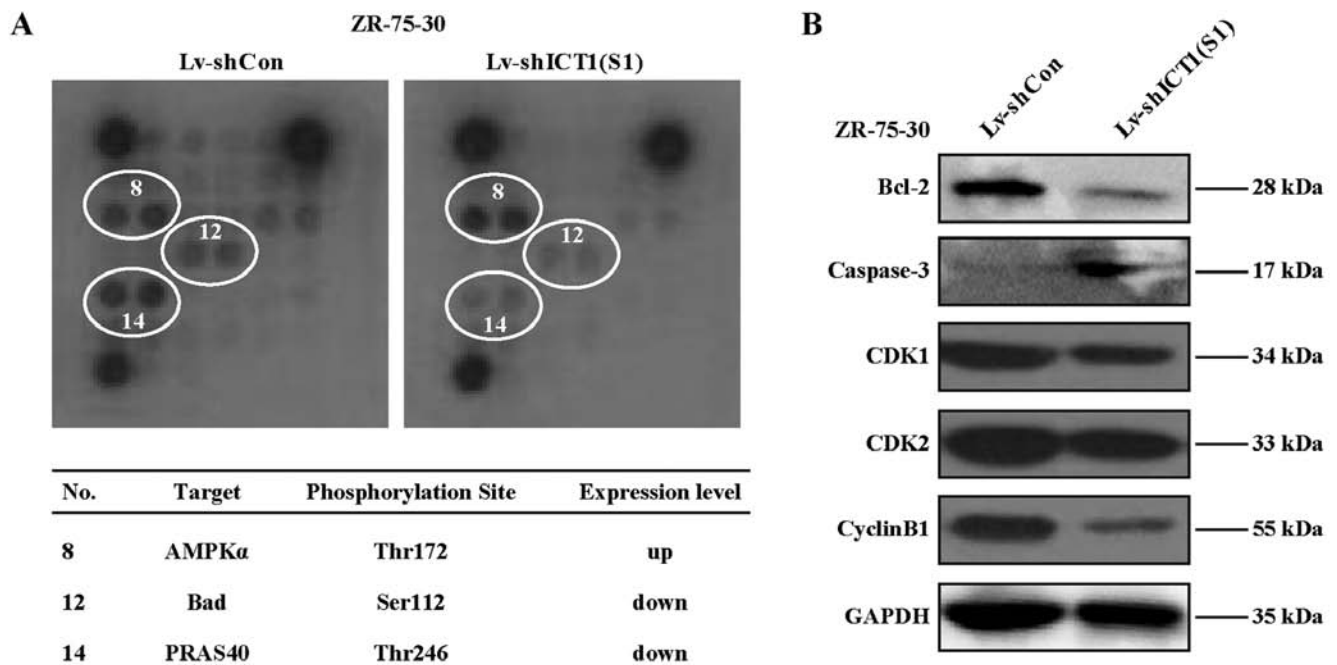 A
ZR-75-30
Lv-shCon
Lv-shICT1(S1)
8
12
14
8
12
14
No. Target Phosphorylation Site Expression level
8 AMPKα Thr172 up
12 Bad Ser112 down
14 PRAS40 Thr246 down
B
ZR-75-30
Lv-shCon
Lv-shICT1(S1)
Bcl-2 28 kDa
Caspase-3 17 kDa
CDK1 34 kDa
CDK2 33 kDa
CyclinB1 55 kDa
GAPDH 35 kDa